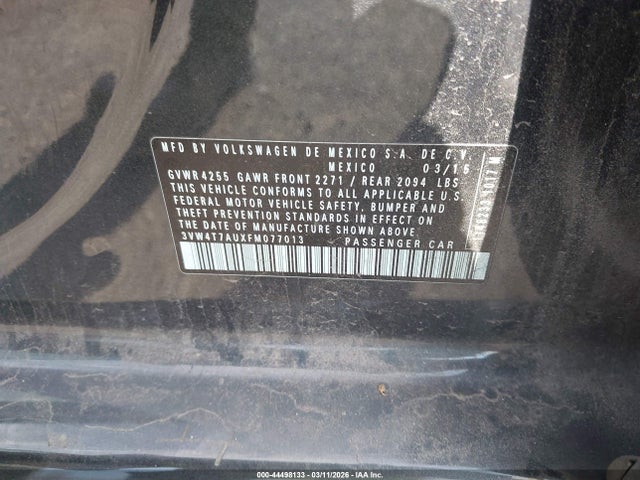 MFD BY VOLKSWAGEN DE MEXICO S.A. DE C.V.
MEXICO 03/15
GVWR 4255 GAWR FRONT 2271 / REAR 2094 LBS
THIS VEHICLE CONFORMS TO ALL APPLICABLE U.S.
FEDERAL MOTOR VEHICLE SAFETY, BUMPER AND
THEFT PREVENTION STANDARDS IN EFFECT ON
THE DATE OF MANUFACTURE SHOWN ABOVE
3VW4T7AUXFM077013 PASSENGER CAR
000-44498133 - 03/11/2026 - IAA Inc.